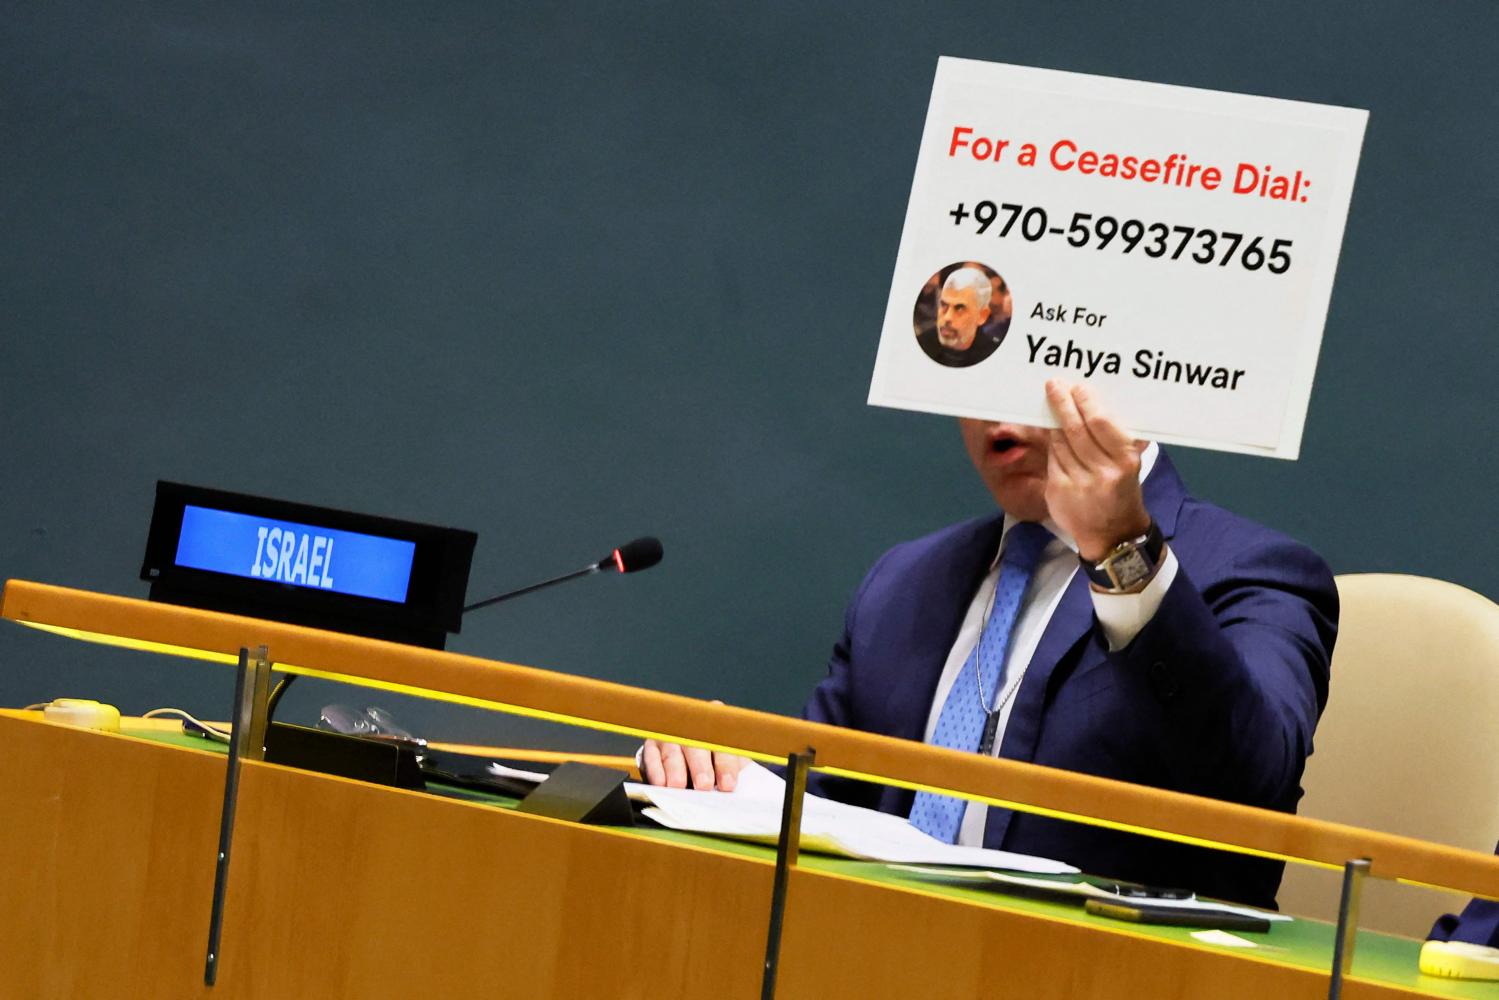 For a Ceasefire Dial:
+970-599373765
Ask For
Yahya Sinwar
ISRAEL